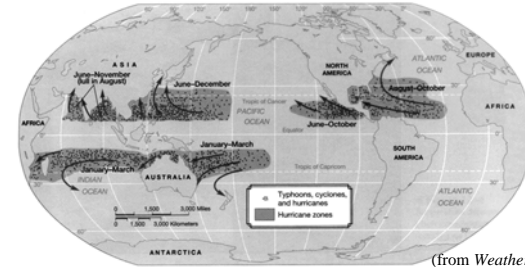 ASIA
June–November
(lull in August)
June–December
NORTH
AMERICA
ATLANTIC
OCEAN
EUROPE
August–October
Tropic of Cancer
PACIFIC
OCEAN
AFRICA
AFRICA
Equator
June–October
January–March
January–March
SOUTH
AMERICA
INDIAN
OCEAN
AUSTRALIA
Tropic of Capricorn
ATLANTIC
OCEAN
Typhoons, cyclones,
and hurricanes
Hurricane zones
0 1,500 3,000 Miles
0 1,500 3,000 Kilometers
ANTARCTICA
(from Weathe